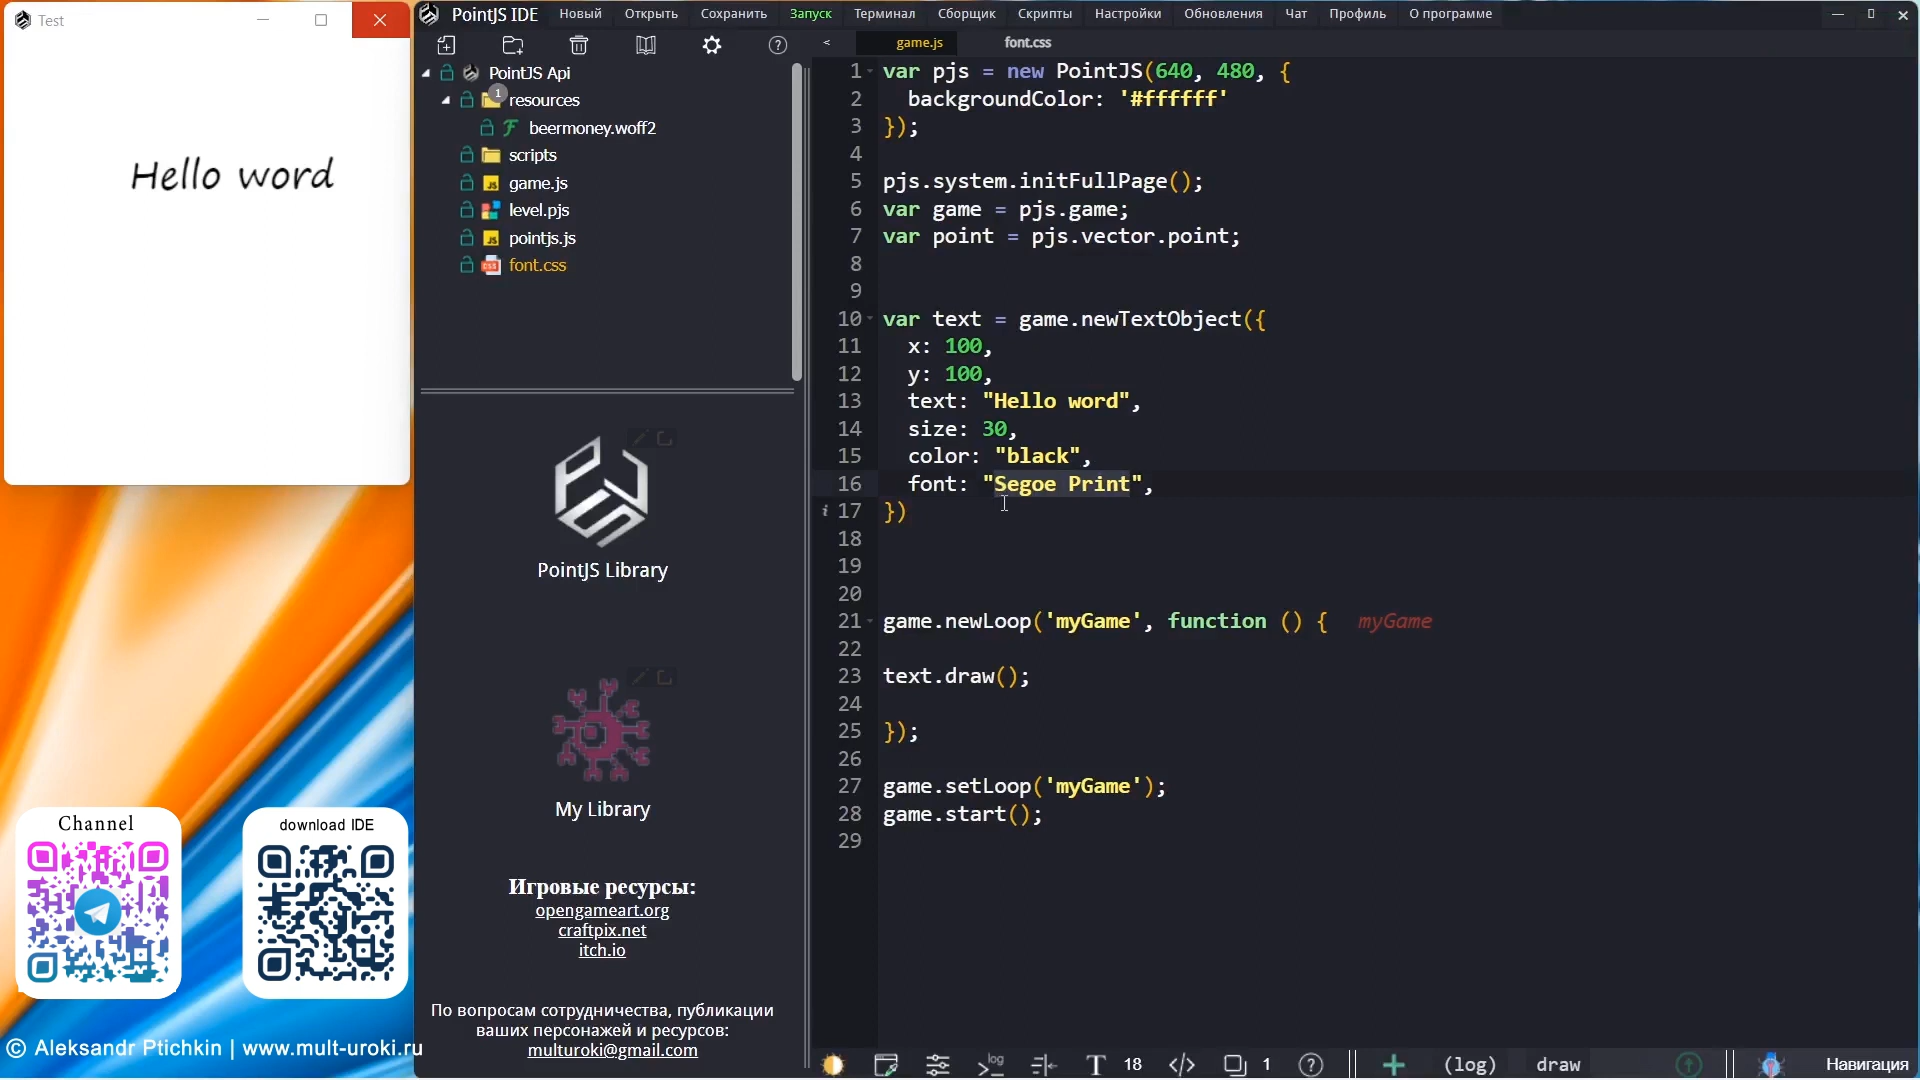 Test
Hello word
Channel
download IDE
© Aleksandr Ptichkin | www.mult-uroki.ru
PointJS IDE
Новый
Открыть
Сохранить
Запуск
Терминал
Сборщик
Скрипты
Настройки
Обновления
Чат
Профиль
О программе
PointJS Api
1
resources
beermoney.woff2
scripts
game.js
level.pjs
pointjs.js
font.css
PointJS Library
My Library
Игровые ресурсы:
opengameart.org
craftpix.net
itch.io
По вопросам сотрудничества, публикации
ваших персонажей и ресурсов:
multuroki@gmail.com
<
game.js
font.css
1 var pjs = new PointJS(640, 480, {
2 backgroundColor: '#ffffff'
3 });
4
5 pjs.system.initFullPage();
6 var game = pjs.game;
7 var point = pjs.vector.point;
8
9
10 var text = game.newTextObject({
11 x: 100,
12 y: 100,
13 text: "Hello word",
14 size: 30,
15 color: "black",
16 font: "Segoe Print",
i 17 })
18
19
20
21 game.newLoop('myGame', function () { myGame
22
23 text.draw();
24
25 });
26
27 game.setLoop('myGame');
28 game.start();
29
>_log
T 18
</>
1
(log)
draw
Навигация